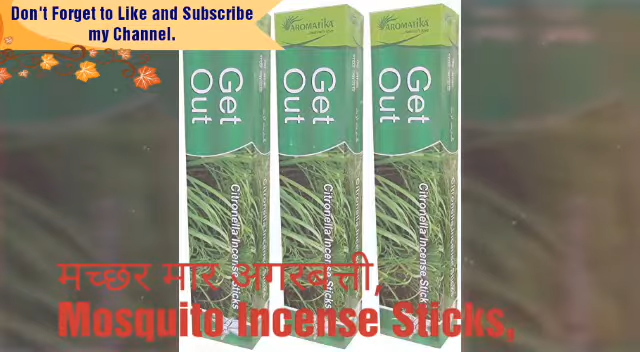 Don't Forget to Like and Subscribe
my Channel.
AROMATIKA
AROMATIKA
AROMATIKA
Get
Out
Get
Out
Get
Out
Citronella Incense Sticks
Citronella Incense Sticks
Citronella Incense Sticks
मच्छर मार अगरबत्ती,
Mosquito Incense Sticks,